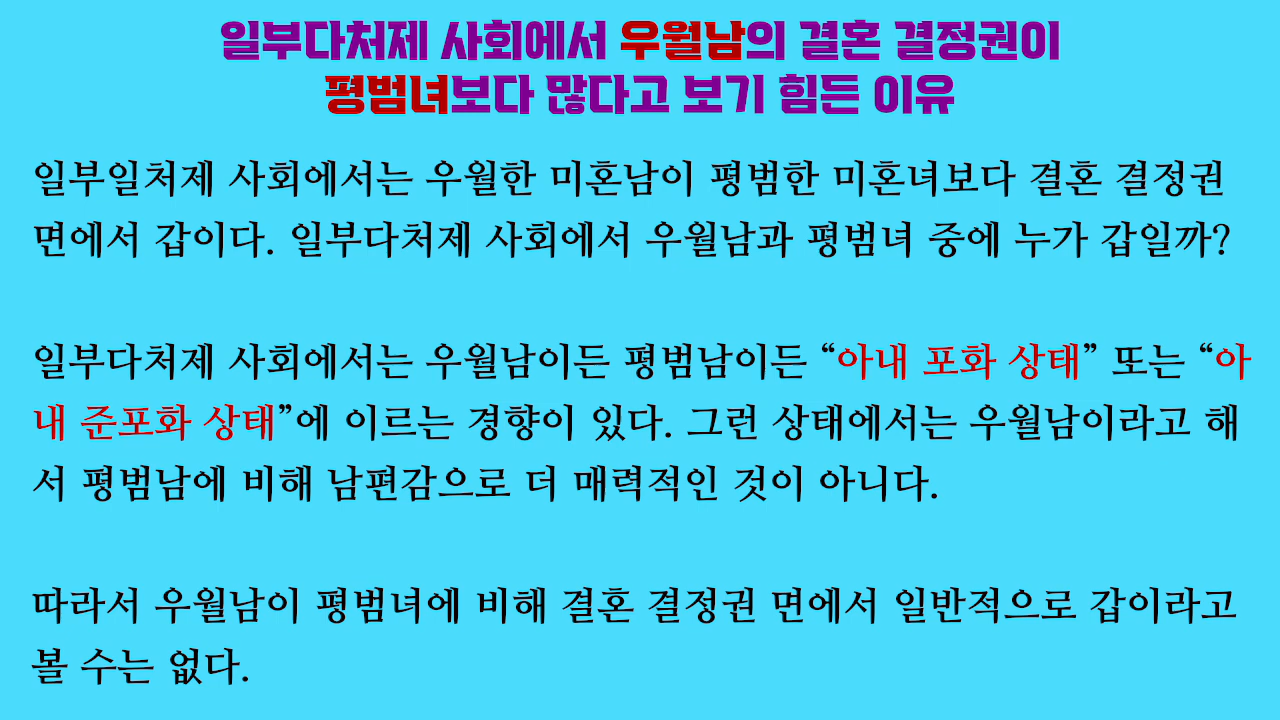 일부다처제 사회에서 우월남의 결혼 결정권이
평범녀보다 많다고 보기 힘든 이유
일부일처제 사회에서는 우월한 미혼남이 평범한 미혼녀보다 결혼 결정권
면에서 갑이다. 일부다처제 사회에서 우월남과 평범녀 중에 누가 갑일까?
일부다처제 사회에서는 우월남이든 평범남이든 “아내 포화 상태” 또는 “아
내 준포화 상태”에 이르는 경향이 있다. 그런 상태에서는 우월남이라고 해
서 평범남에 비해 남편감으로 더 매력적인 것이 아니다.
따라서 우월남이 평범녀에 비해 결혼 결정권 면에서 일반적으로 갑이라고
볼 수는 없다.